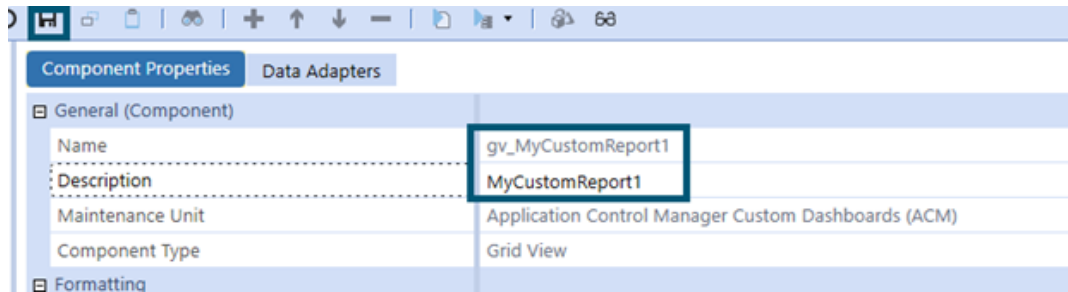 Component Properties
Data Adapters
General (Component)
Name gv_MyCustomReport1
Description MyCustomReport1
Maintenance Unit Application Control Manager Custom Dashboards (ACM)
Component Type Grid View
Formatting